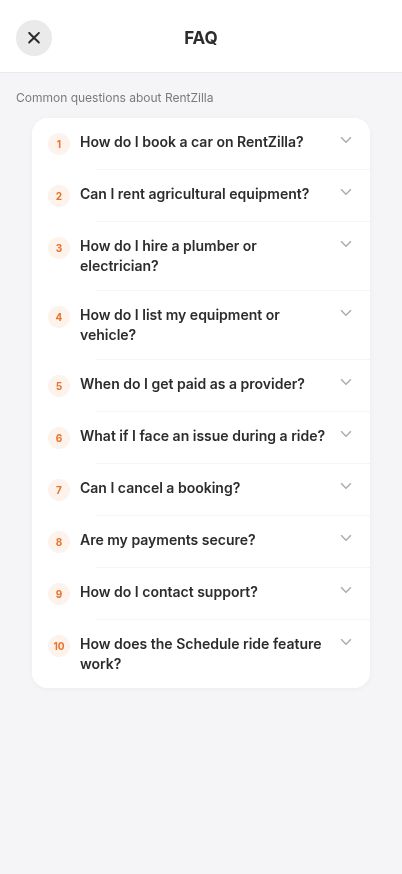 FAQ
Common questions about RentZilla
1 How do I book a car on RentZilla?
2 Can I rent agricultural equipment?
3 How do I hire a plumber or
electrician?
4 How do I list my equipment or
vehicle?
5 When do I get paid as a provider?
6 What if I face an issue during a ride?
7 Can I cancel a booking?
8 Are my payments secure?
9 How do I contact support?
10 How does the Schedule ride feature
work?